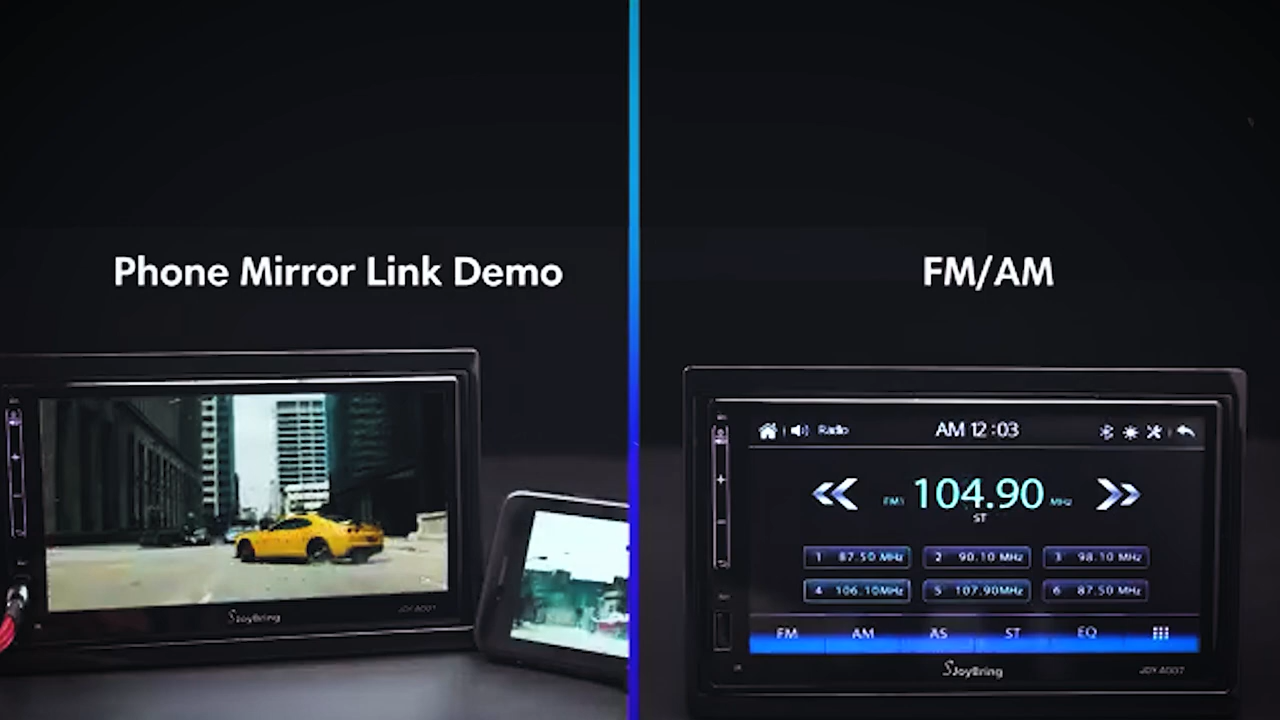 Phone Mirror Link Demo
JoyBring
FM/AM
Radio
AM 12:03
FM1 104.90 MHz
ST
1 87.50 MHz 2 90.10 MHz 3 98.10 MHz
4 106.10MHz 5 107.90MHz 6 87.50 MHz
FM AM AS ST EQ
JoyBring